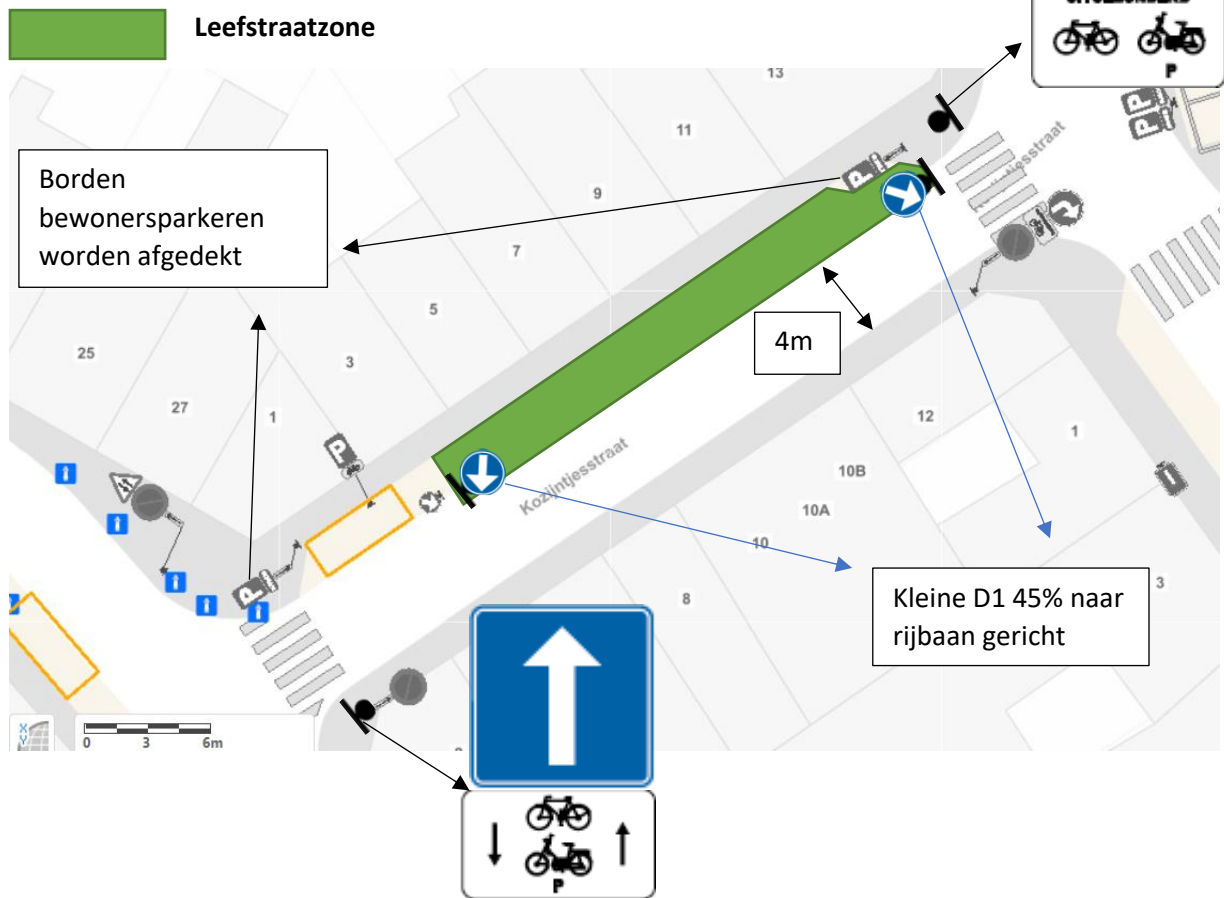 Leefstraatzone
UITGEZONDERD
P
13
11
9
7
5
3
1
25
27
Borden
bewonersparkeren
worden afgedekt
P
P
P
P
P
4m
Kozijntjesstraat
12
10B
10A
10
8
1
3
Kleine D1 45% naar
rijbaan gericht
X
Y
0 3 6m
P